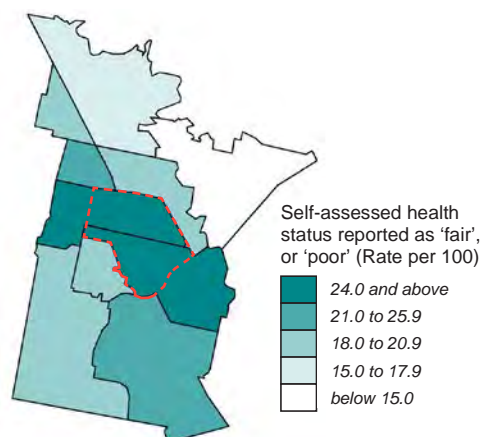 Self-assessed health
status reported as ‘fair’,
or ‘poor’ (Rate per 100)
24.0 and above
21.0 to 25.9
18.0 to 20.9
15.0 to 17.9
below 15.0